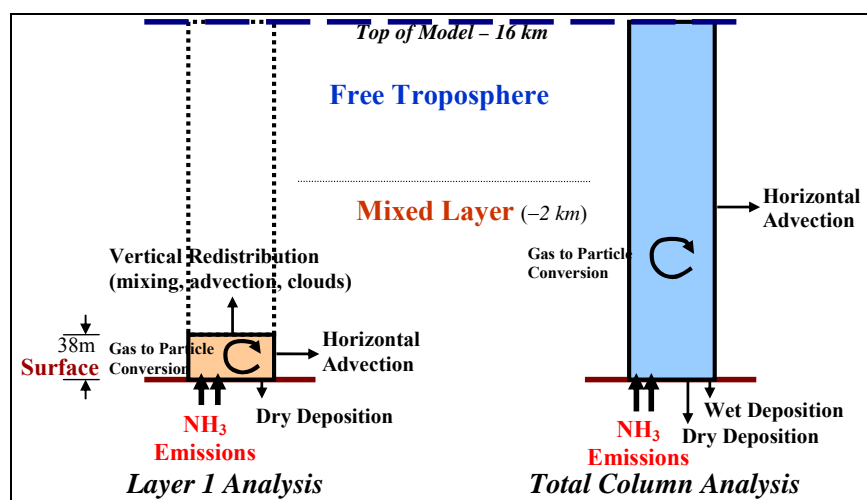 Top of Model – 16 km
Free Troposphere
Mixed Layer (~2 km)
Vertical Redistribution
(mixing, advection, clouds)
38m
Surface
Gas to Particle
Conversion
Horizontal
Advection
Dry Deposition
NH3
Emissions
Layer 1 Analysis
Horizontal
Advection
Gas to Particle
Conversion
Wet Deposition
Dry Deposition
NH3
Emissions
Total Column Analysis